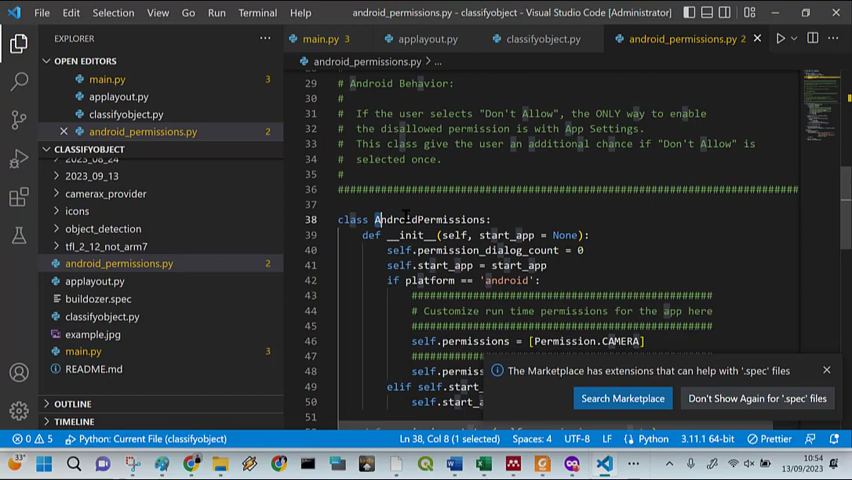 File Edit Selection View Go Run Terminal Help android_permissions.py - classifyobject - Visual Studio Code [Administrator]
EXPLORER
main.py 3 applayout.py classifyobject.py android_permissions.py 2
OPEN EDITORS
main.py 3
applayout.py
classifyobject.py
android_permissions.py 2
CLASSIFYOBJECT
2023_08_24
2023_09_13
camerax_provider
icons
object_detection
tfl_2_12_not_arm7
android_permissions.py 2
applayout.py
buildozer.spec
classifyobject.py
example.jpg
main.py 3
README.md
OUTLINE
TIMELINE
android_permissions.py > ...
29 # Android Behavior:
30 #
31 # If the user selects "Don't Allow", the ONLY way to enable
32 # the disallowed permission is with App Settings.
33 # This class give the user an additional chance if "Don't Allow" is
34 # selected once.
35 #
36 ###########################################################################
37
38 class AndroidPermissions:
39 def __init__(self, start_app = None):
40 self.permission_dialog_count = 0
41 self.start_app = start_app
42 if platform == 'android':
43 #################################################
44 # Customize run time permissions for the app here
45 #################################################
46 self.permissions = [Permission.CAMERA]
47
48 self.permis
49 elif self.start_
50 self.start_a
51
The Marketplace has extensions that can help with '.spec' files
Search Marketplace Don't Show Again for '.spec' files
0 5 Python: Current File (classifyobject) Ln 38, Col 8 (1 selected) Spaces: 4 UTF-8 LF Python 3.11.1 64-bit Prettier
33° 10:54
13/09/2023